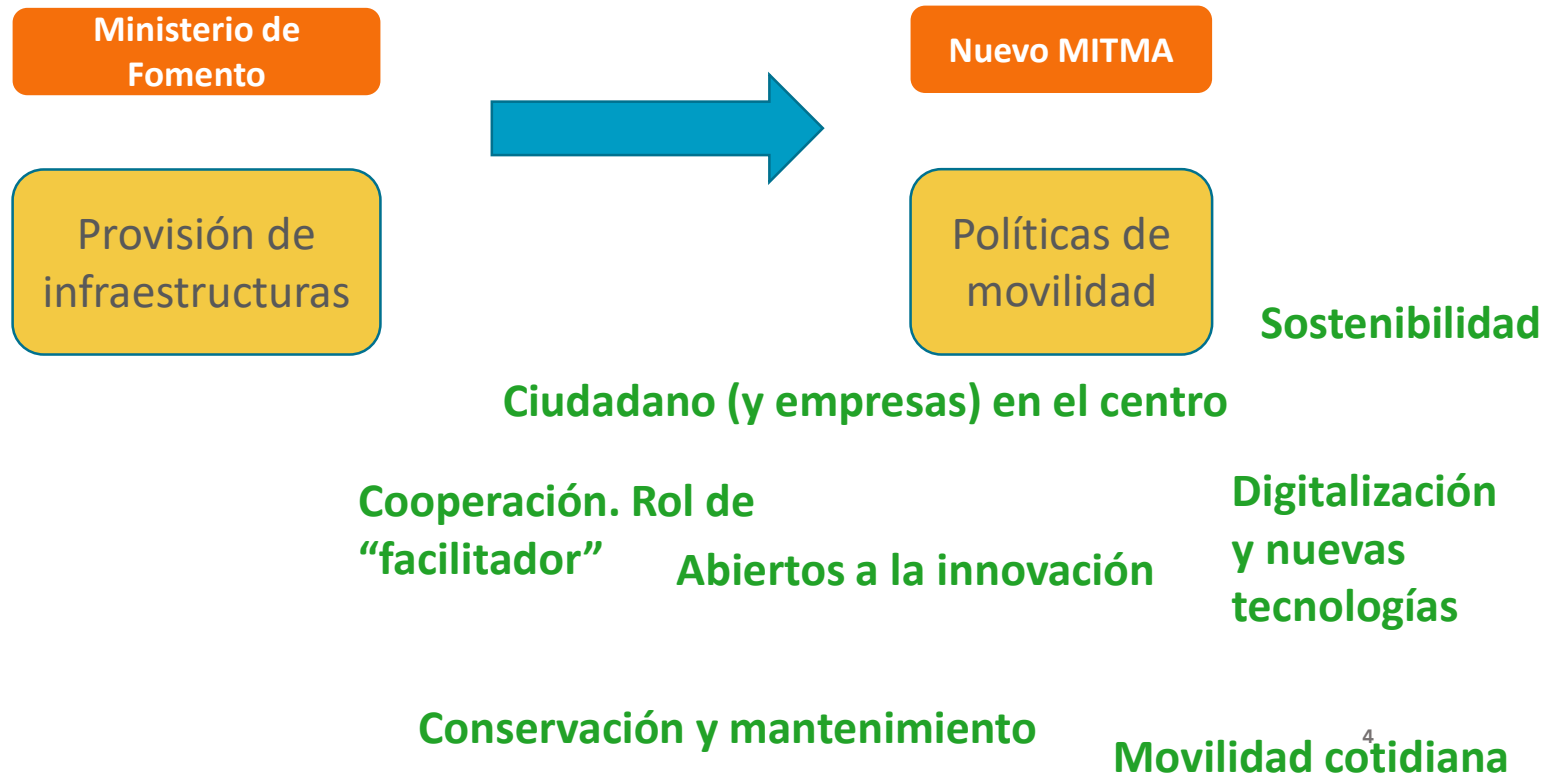 Ministerio de
Fomento
Nuevo MITMA
Provisión de
infraestructuras
Políticas de
movilidad
Sostenibilidad
Ciudadano (y empresas) en el centro
Cooperación. Rol de
“facilitador”
Abiertos a la innovación
Digitalización
y nuevas
tecnologías
Conservación y mantenimiento
Movilidad cotidiana
4